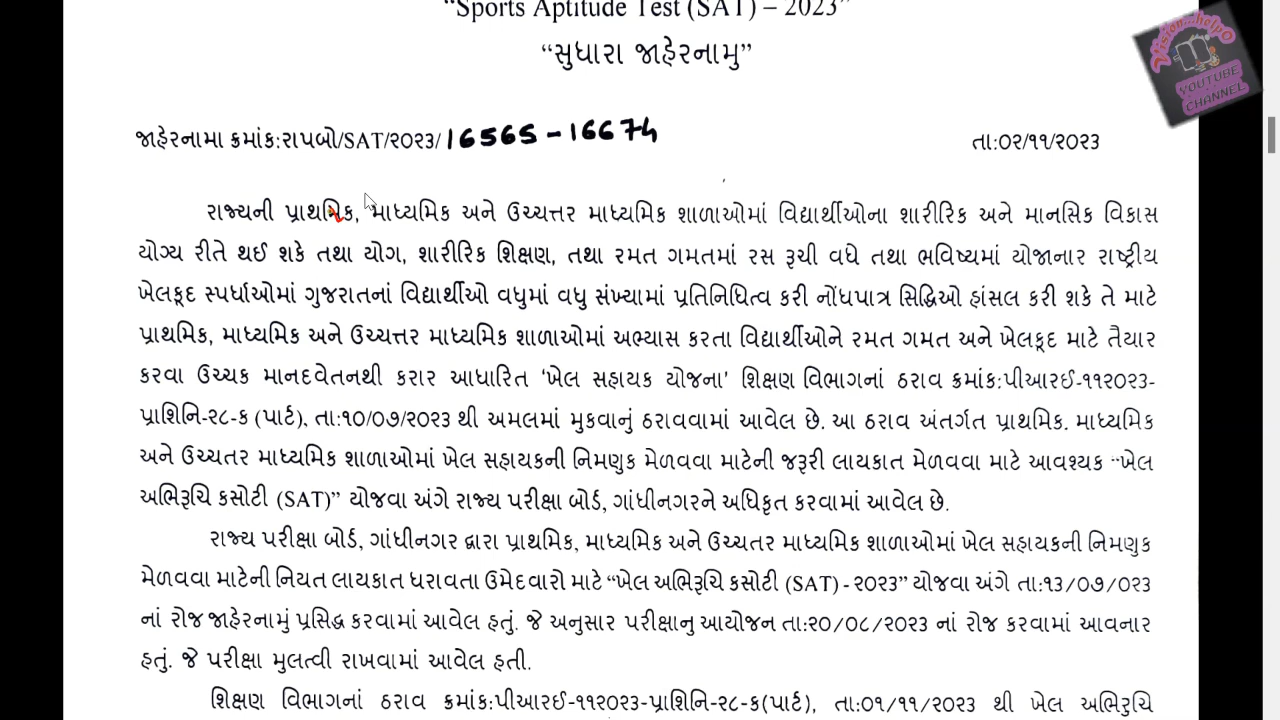 “Sports Aptitude Test (SAT) – 2023”
“સુધારા જાહેરનામુ”
Vision...helpO
YOUTUBE
CHANNEL
જાહેરનામા ક્રમાંક:રાપબો/SAT/૨૦૨૩/16565-16674 તા:૦૨/૧૧/૨૦૨૩
રાજ્યની પ્રાથમિક, માધ્યમિક અને ઉચ્ચત્તર માધ્યમિક શાળાઓમાં વિદ્યાર્થીઓના શારીરિક અને માનસિક વિકાસ
યોગ્ય રીતે થઈ શકે તથા યોગ, શારીરિક શિક્ષણ, તથા રમત ગમતમાં રસ રૂચી વધે તથા ભવિષ્યમાં યોજાનાર રાષ્ટ્રીય
ખેલકૂદ સ્પર્ધાઓમાં ગુજરાતનાં વિદ્યાર્થીઓ વધુમાં વધુ સંખ્યામાં પ્રતિનિધિત્વ કરી નોંધપાત્ર સિદ્ધિઓ હાંસલ કરી શકે તે માટે
પ્રાથમિક, માધ્યમિક અને ઉચ્ચત્તર માધ્યમિક શાળાઓમાં અભ્યાસ કરતા વિદ્યાર્થીઓને રમત ગમત અને ખેલકૂદ માટે તૈયાર
કરવા ઉચ્ચક માનદવેતનથી કરાર આધારિત ‘ખેલ સહાયક યોજના’ શિક્ષણ વિભાગનાં ઠરાવ ક્રમાંક:પીઆરઈ-૧૧૨૦૨૩-
પ્રાશિનિ-૨૮-ક (પાર્ટ), તા:૧૦/૦૭/૨૦૨૩ થી અમલમાં મુકવાનું ઠરાવવામાં આવેલ છે. આ ઠરાવ અંતર્ગત પ્રાથમિક. માધ્યમિક
અને ઉચ્ચતર માધ્યમિક શાળાઓમાં ખેલ સહાયકની નિમણુક મેળવવા માટેની જરૂરી લાયકાત મેળવવા માટે આવશ્યક “ખેલ
અભિરૂચિ કસોટી (SAT)” યોજવા અંગે રાજ્ય પરીક્ષા બોર્ડ, ગાંધીનગરને અધિકૃત કરવામાં આવેલ છે.
રાજ્ય પરીક્ષા બોર્ડ, ગાંધીનગર દ્વારા પ્રાથમિક, માધ્યમિક અને ઉચ્ચતર માધ્યમિક શાળાઓમાં ખેલ સહાયકની નિમણુક
મેળવવા માટેની નિયત લાયકાત ધરાવતા ઉમેદવારો માટે “ખેલ અભિરૂચિ કસોટી (SAT) - ૨૦૨૩” યોજવા અંગે તા:૧૩/૦૭/૦૨૩
નાં રોજ જાહેરનામું પ્રસિદ્ધ કરવામાં આવેલ હતું. જે અનુસાર પરીક્ષાનુ આયોજન તા:૨૦/૦૮/૨૦૨૩ નાં રોજ કરવામાં આવનાર
હતું. જે પરીક્ષા મુલત્વી રાખવામાં આવેલ હતી.
શિક્ષણ વિભાગનાં ઠરાવ ક્રમાંક:પીઆરઈ-૧૧૨૦૨૩-પ્રાશિનિ-૨૮-ક(પાર્ટ), તા:૦૧/૧૧/૨૦૨૩ થી ખેલ અભિરૂચિ